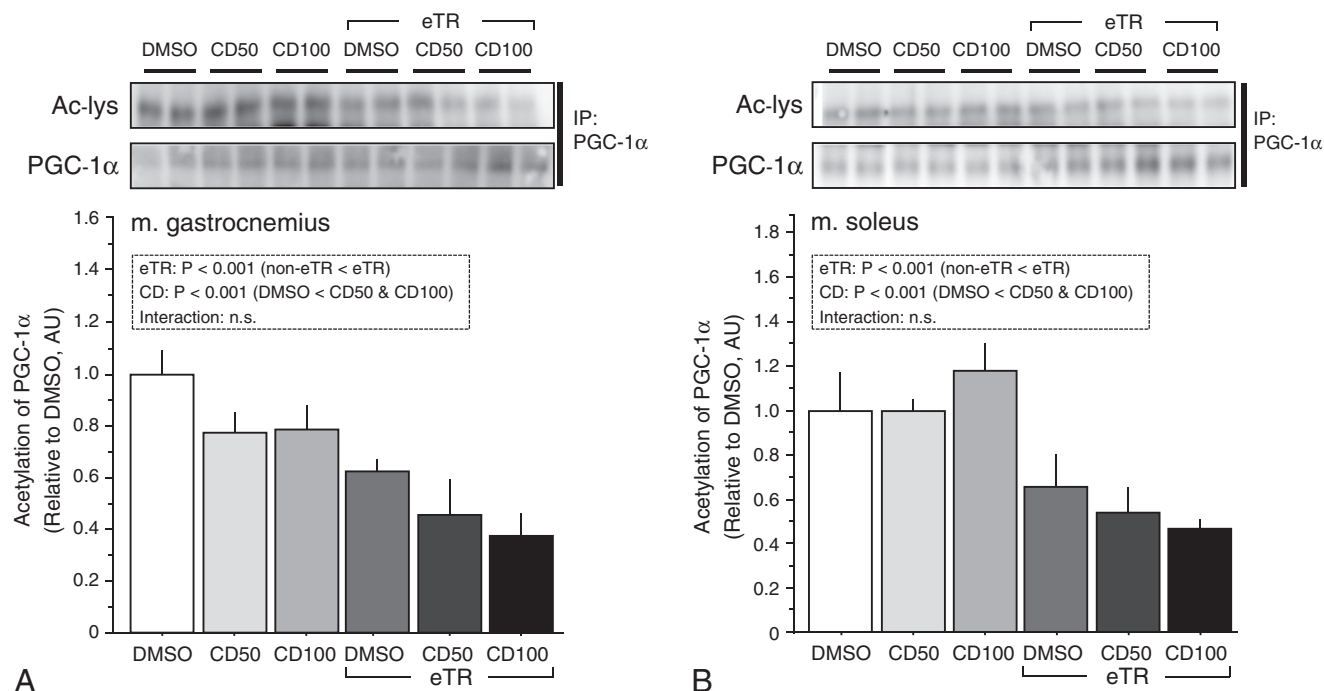 eTR
DMSO CD50 CD100 DMSO CD50 CD100
Ac-lys
PGC-1α
IP:
PGC-1α
m. gastrocnemius
eTR: P < 0.001 (non-eTR < eTR)
CD: P < 0.001 (DMSO < CD50 & CD100)
Interaction: n.s.
Acetylation of PGC-1α
(Relative to DMSO, AU)
1.6
1.4
1.2
1.0
0.8
0.6
0.4
0.2
0
DMSO CD50 CD100 DMSO CD50 CD100
eTR
A
eTR
DMSO CD50 CD100 DMSO CD50 CD100
Ac-lys
PGC-1α
IP:
PGC-1α
m. soleus
eTR: P < 0.001 (non-eTR < eTR)
CD: P < 0.001 (DMSO < CD50 & CD100)
Interaction: n.s.
Acetylation of PGC-1α
(Relative to DMSO, AU)
1.8
1.6
1.4
1.2
1.0
0.8
0.6
0.4
0.2
0
DMSO CD50 CD100 DMSO CD50 CD100
eTR
B